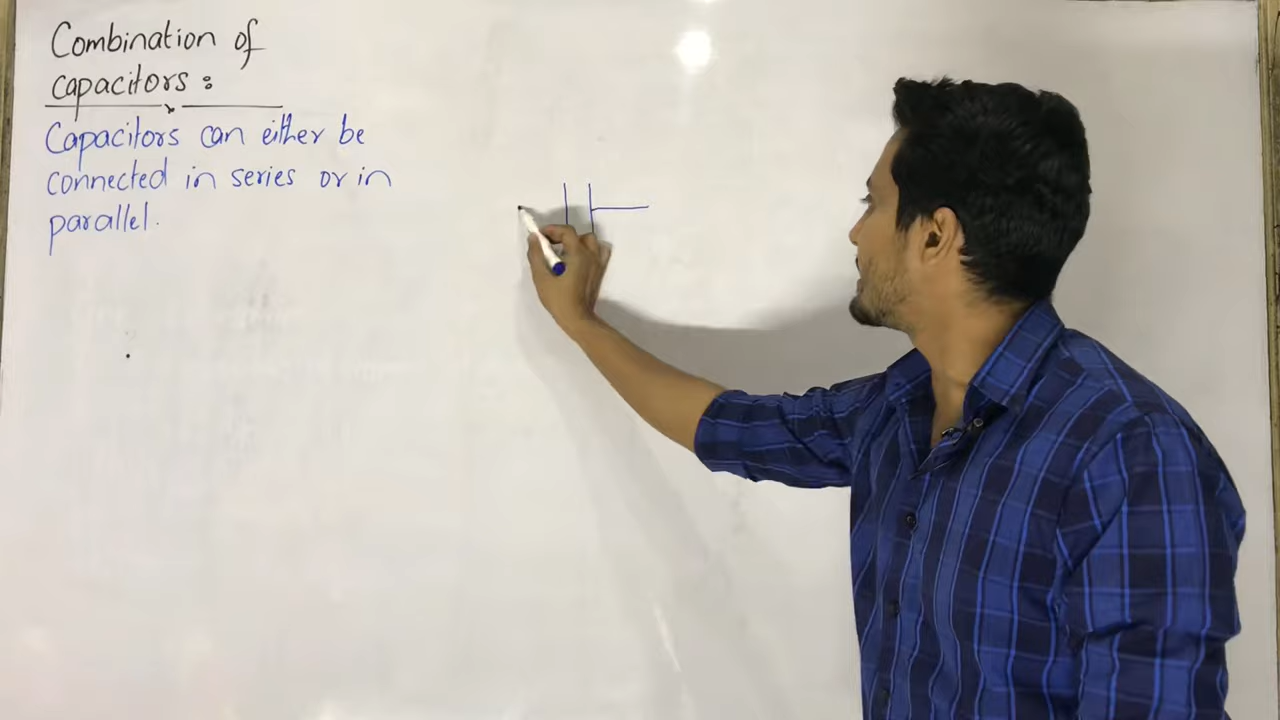 Combination of
capacitors :
Capacitors can either be
connected in series or in
parallel.